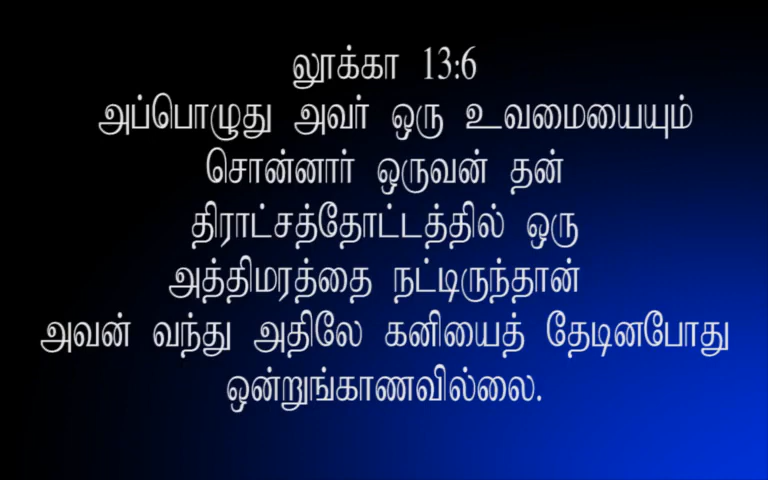 லூக்கா 13:6
அப்பொழுது அவர் ஒரு உவமையையும்
சொன்னார் ஒருவன் தன்
திராட்சத்தோட்டத்தில் ஒரு
அத்திமரத்தை நட்டிருந்தான்
அவன் வந்து அதிலே கனியைத் தேடினபோது
ஒன்றுங்காணவில்லை.